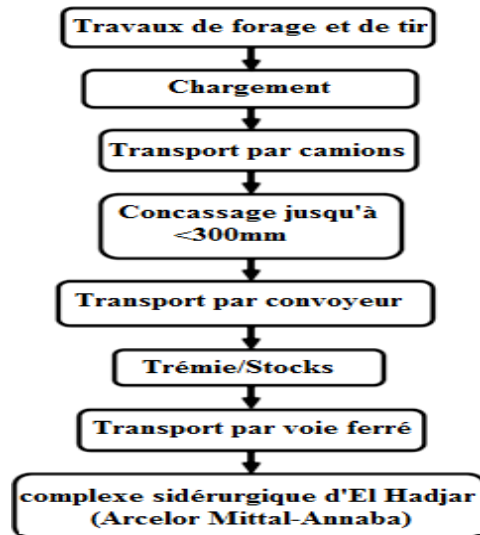 Travaux de forage et de tir
Chargement
Transport par camions
Concassage jusqu'à
<300mm
Transport par convoyeur
Trémie/Stocks
Transport par voie ferré
complexe sidérurgique d'El Hadjar
(Arcelor Mittal-Annaba)